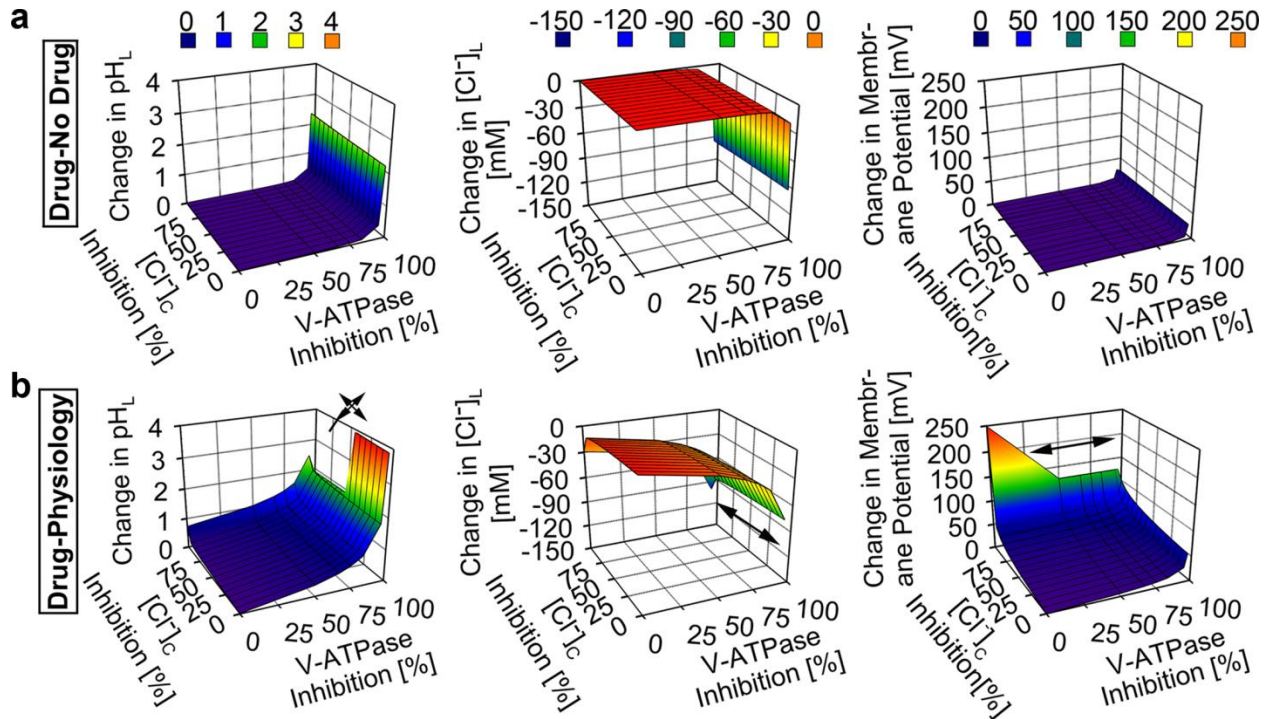 a
Drug-No Drug
0 1 2 3 4
Change in pH_L
4
3
2
1
0
75
50
25
0
Inhibition [%]
[Cl⁻]_C
0 25 50 75 100
V-ATPase
Inhibition [%]
-150 -120 -90 -60 -30 0
Change in [Cl⁻]_L
[mM]
0
-30
-60
-90
-120
-150
75
50
25
0
Inhibition [%]
[Cl⁻]_C
0 25 50 75 100
V-ATPase
Inhibition [%]
0 50 100 150 200 250
Change in Membr-
ane Potential [mV]
250
200
150
100
50
0
75
50
25
0
Inhibition[%]
[Cl⁻]_C
0 25 50 75 100
V-ATPase
Inhibition [%]
b
Drug-Physiology
Change in pH_L
4
3
2
1
0
75
50
25
0
Inhibition [%]
[Cl⁻]_C
0 25 50 75 100
V-ATPase
Inhibition [%]
Change in [Cl⁻]_L
[mM]
0
-30
-60
-90
-120
-150
75
50
25
0
Inhibition [%]
[Cl⁻]_C
0 25 50 75 100
V-ATPase
Inhibition [%]
Change in Membr-
ane Potential [mV]
250
200
150
100
50
0
75
50
25
0
Inhibition[%]
[Cl⁻]_C
0 25 50 75 100
V-ATPase
Inhibition [%]